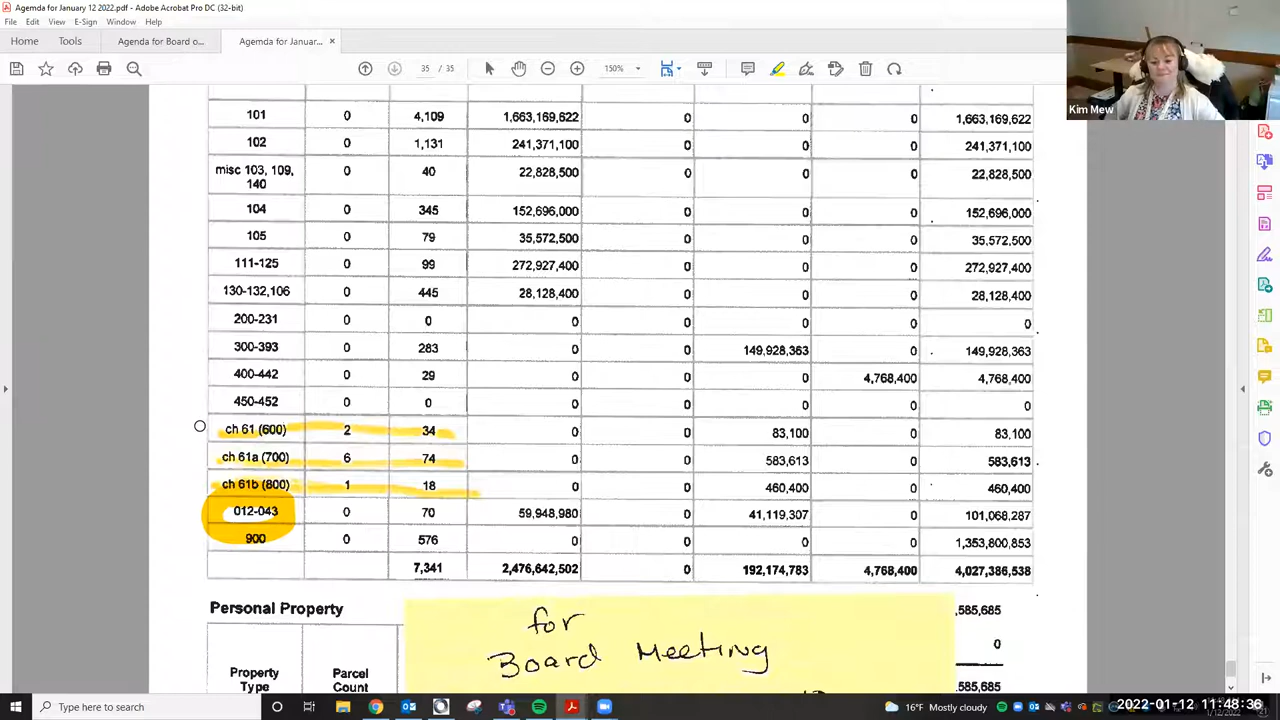 Agemda for January 12 2022.pdf - Adobe Acrobat Pro DC (32-bit)
File Edit View E-Sign Window Help
Home Tools Agenda for Board o... Agemda for Januar... ×
35 / 35 150%
Kim Mew
101 0 4,109 1,663,169,622 0 0 0 1,663,169,622
102 0 1,131 241,371,100 0 0 0 241,371,100
misc 103, 109, 140 0 40 22,828,500 0 0 0 22,828,500
104 0 345 152,696,000 0 0 0 152,696,000
105 0 79 35,572,500 0 0 0 35,572,500
111-125 0 99 272,927,400 0 0 0 272,927,400
130-132,106 0 445 28,128,400 0 0 0 28,128,400
200-231 0 0 0 0 0 0 0
300-393 0 283 0 0 149,928,363 0 149,928,363
400-442 0 29 0 0 0 4,768,400 4,768,400
450-452 0 0 0 0 0 0 0
ch 61 (600) 2 34 0 0 83,100 0 83,100
ch 61a (700) 6 74 0 0 583,613 0 583,613
ch 61b (800) 1 18 0 0 460,400 0 460,400
012-043 0 70 59,948,980 0 41,119,307 0 101,068,287
900 0 576 0 0 0 0 1,353,800,853
7,341 2,476,642,502 0 192,174,783 4,768,400 4,027,386,538
Personal Property
,585,685
0
,585,685
Property Type
Parcel Count
for
Board Meeting
Type here to search
16°F Mostly cloudy
2022-01-12 11:48:36